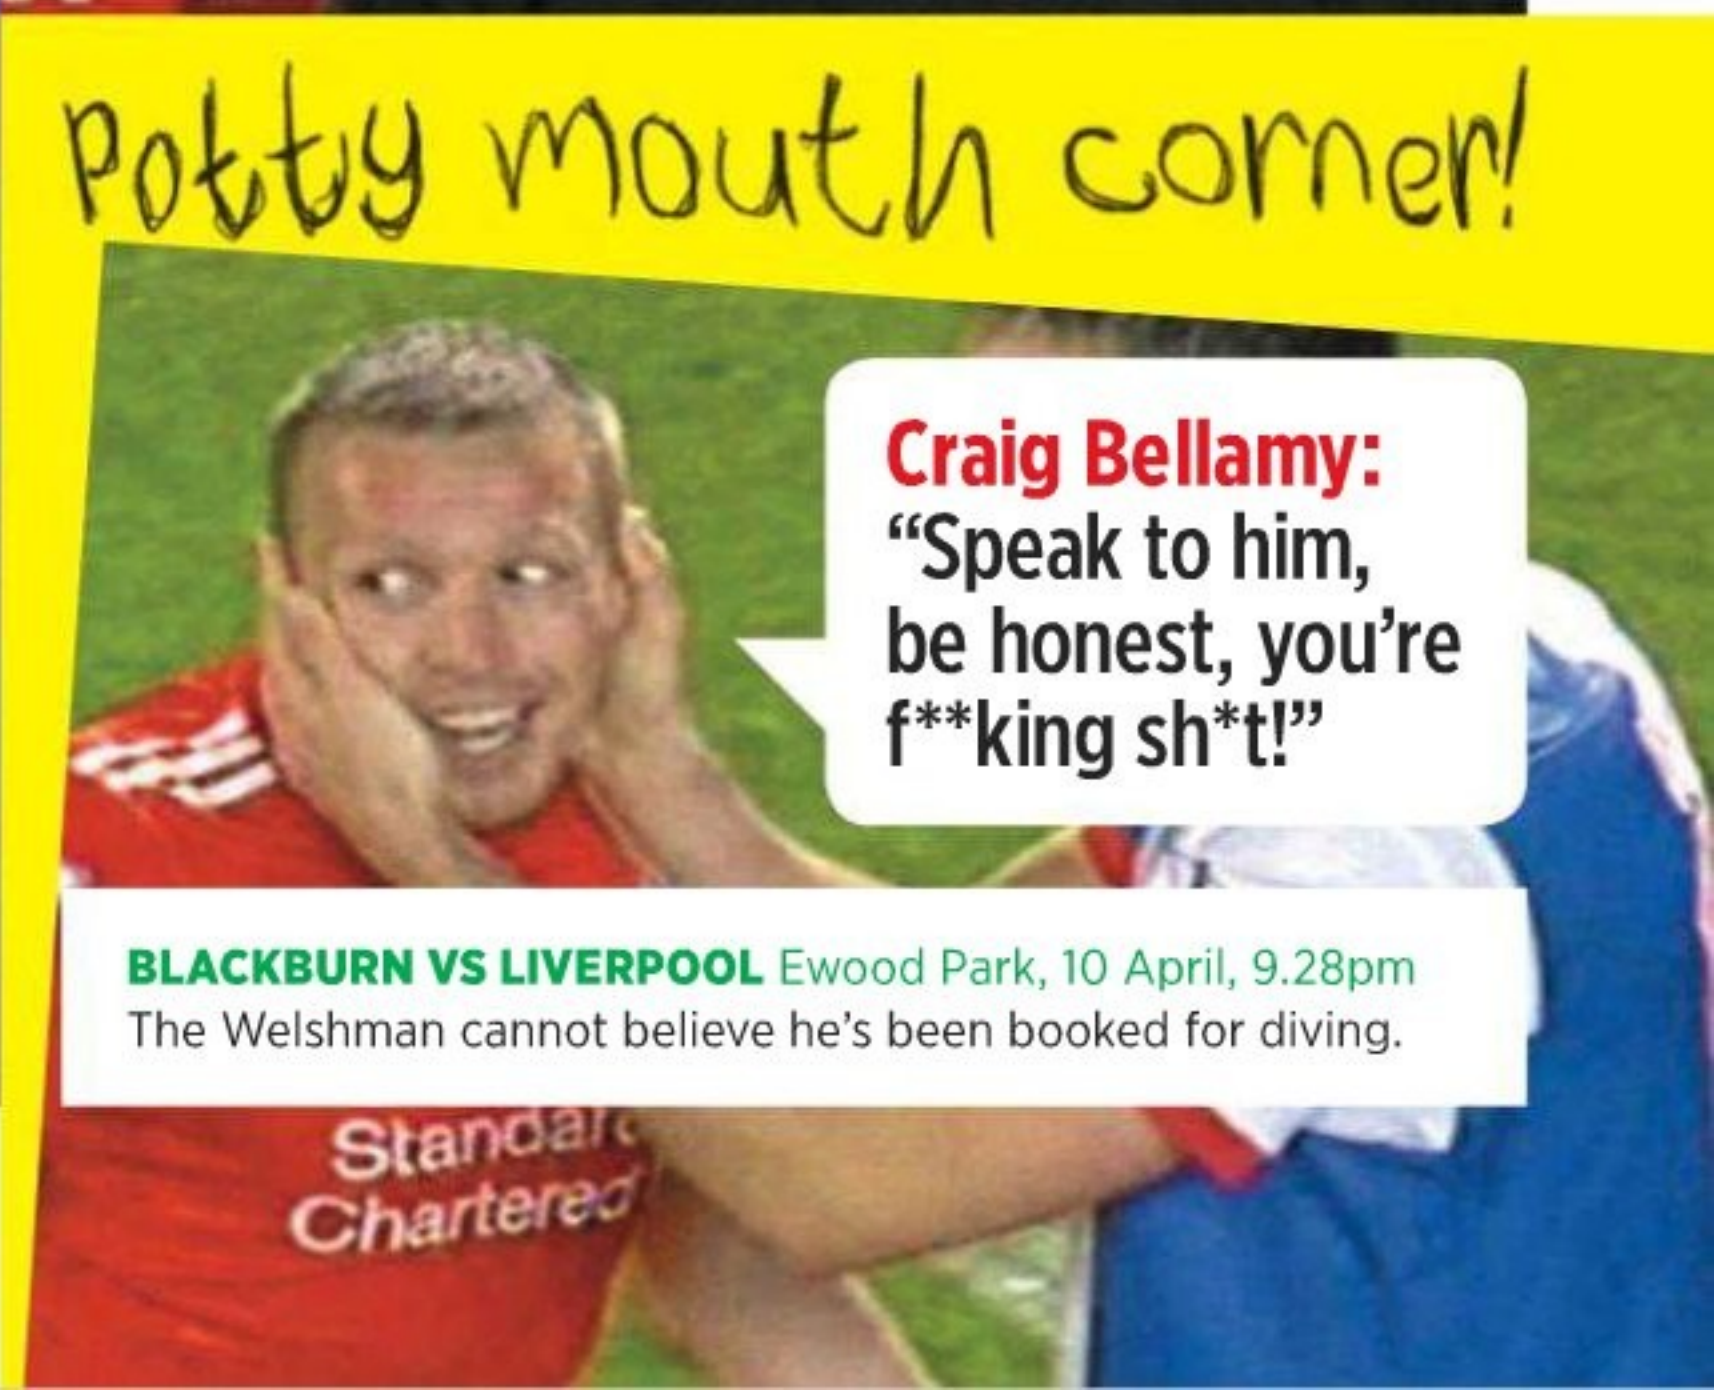 Potty mouth corner!
Craig Bellamy:
“Speak to him,
be honest, you’re
f**king sh*t!”
BLACKBURN VS LIVERPOOL Ewood Park, 10 April, 9.28pm
The Welshman cannot believe he’s been booked for diving.
Standard
Chartered